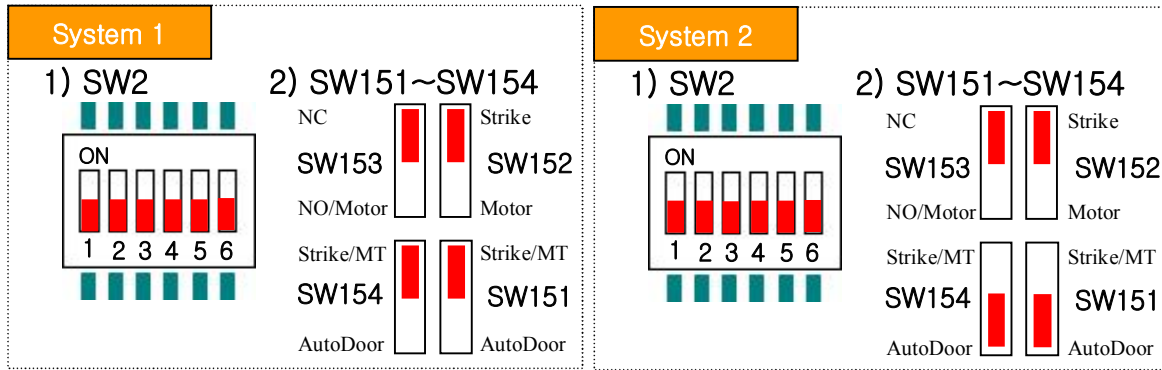 System 1
1) SW2
2) SW151~SW154
ON
1 2 3 4 5 6
NC
Strike
SW153
SW152
NO/Motor
Motor
Strike/MT
Strike/MT
SW154
SW151
AutoDoor
AutoDoor
System 2
1) SW2
2) SW151~SW154
ON
1 2 3 4 5 6
NC
Strike
SW153
SW152
NO/Motor
Motor
Strike/MT
Strike/MT
SW154
SW151
AutoDoor
AutoDoor